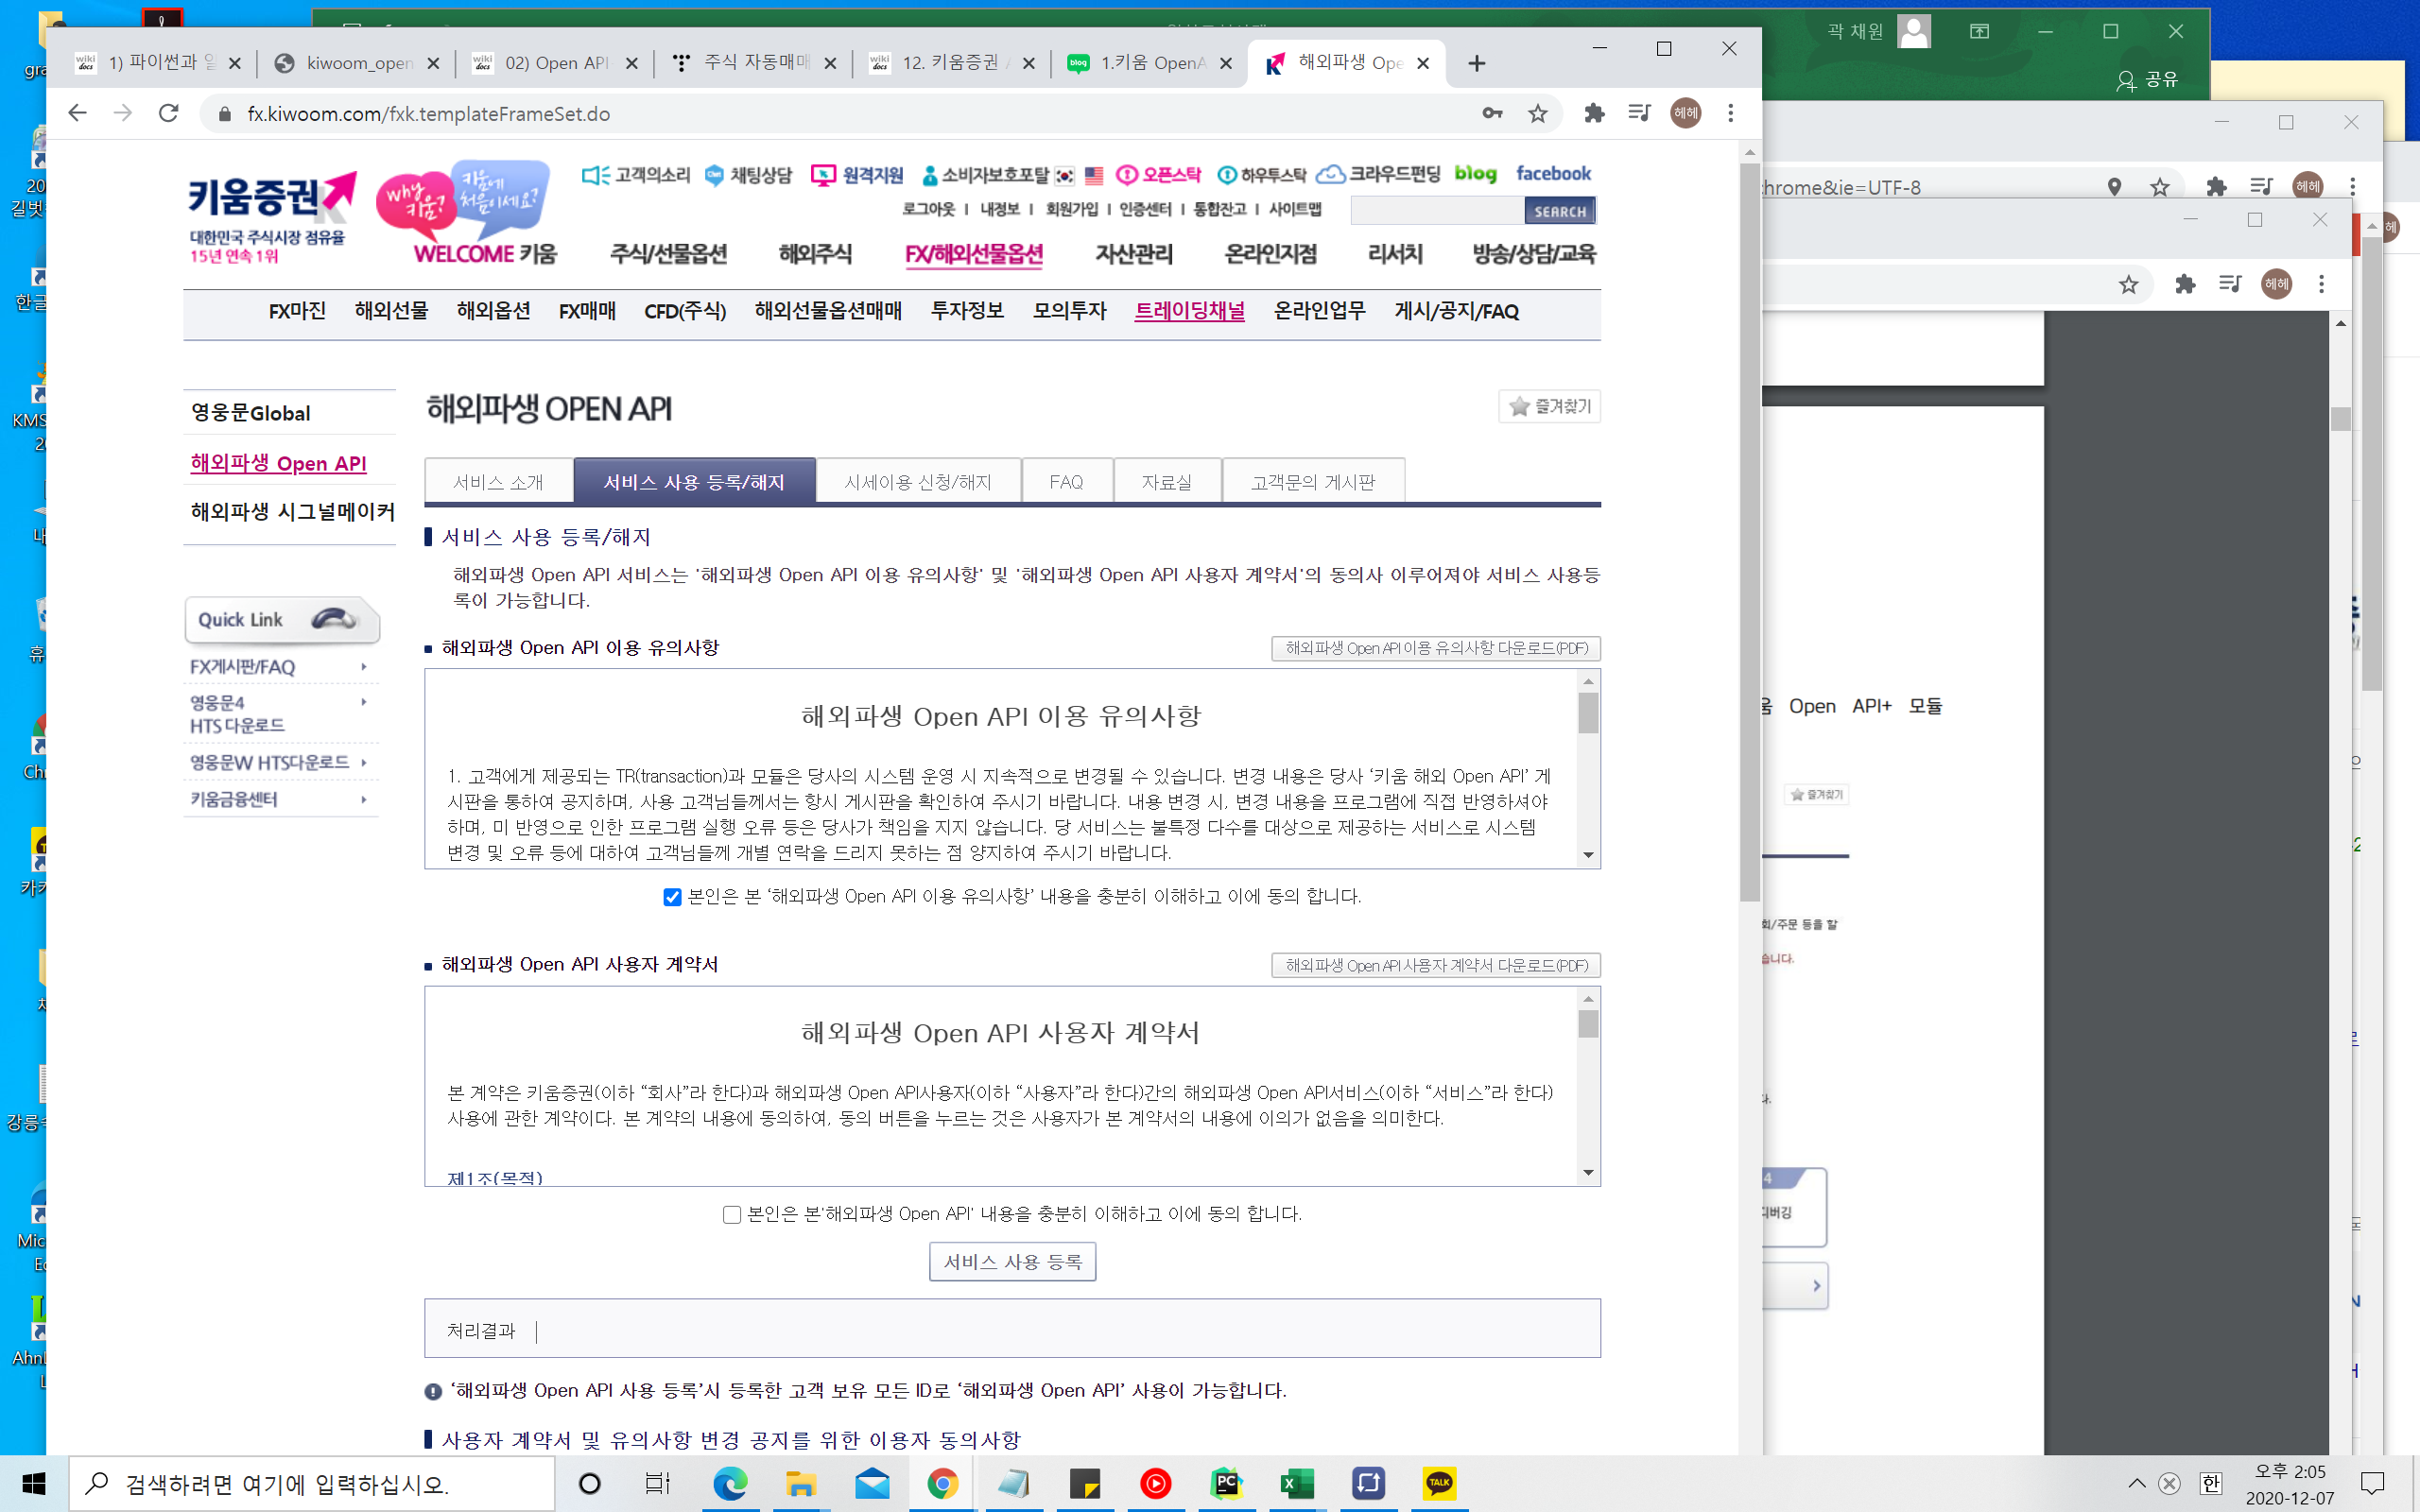 곽 채원
공유
1) 파이썬과
kiwoom_open
02) Open API
주식 자동매매
12. 키움증권
1.키움 OpenA
해외파생 Ope
fx.kiwoom.com/fxk.templateFrameSet.do
chrome&ie=UTF-8
헤헤
헤헤
헤헤
고객의소리 채팅상담 원격지원 소비자보호포탈 오픈스탁 하우스탁 크라우드펀딩 blog facebook
why 키움?
키움에 처음이세요?
키움증권
대한민국 주식시장 점유율
15년 연속 1위
로그아웃 | 내정보 | 회원가입 | 인증센터 | 통합잔고 | 사이트맵
SEARCH
WELCOME 키움 주식/선물옵션 해외주식 FX/해외선물옵션 자산관리 온라인지점 리서치 방송/상담/교육
FX마진 해외선물 해외옵션 FX매매 CFD(주식) 해외선물옵션매매 투자정보 모의투자 트레이딩채널 온라인업무 게시/공지/FAQ
영웅문Global
해외파생 Open API
해외파생 시그널메이커
Quick Link
FX게시판/FAQ
영웅문4
HTS 다운로드
영웅문W HTS다운로드
키움금융센터
해외파생 OPEN API
즐겨찾기
서비스 소개
서비스 사용 등록/해지
시세이용 신청/해지
FAQ
자료실
고객문의 게시판
서비스 사용 등록/해지
해외파생 Open API 서비스는 '해외파생 Open API 이용 유의사항' 및 '해외파생 Open API 사용자 계약서'의 동의사 이루어져야 서비스 사용등
록이 가능합니다.
해외파생 Open API 이용 유의사항
해외파생 Open API 이용 유의사항 다운로드(PDF)
해외파생 Open API 이용 유의사항
1. 고객에게 제공되는 TR(transaction)과 모듈은 당사의 시스템 운영 시 지속적으로 변경될 수 있습니다. 변경 내용은 당사 ‘키움 해외 Open API’ 게
시판을 통하여 공지하며, 사용 고객님들께서는 항시 게시판을 확인하여 주시기 바랍니다. 내용 변경 시, 변경 내용을 프로그램에 직접 반영하셔야
하며, 미 반영으로 인한 프로그램 실행 오류 등은 당사가 책임을 지지 않습니다. 당 서비스는 불특정 다수를 대상으로 제공하는 서비스로 시스템
변경 및 오류 등에 대하여 고객님들께 개별 연락을 드리지 못하는 점 양지하여 주시기 바랍니다.
본인은 본 ‘해외파생 Open API 이용 유의사항’ 내용을 충분히 이해하고 이에 동의 합니다.
해외파생 Open API 사용자 계약서
해외파생 Open API 사용자 계약서 다운로드(PDF)
해외파생 Open API 사용자 계약서
본 계약은 키움증권(이하 “회사”라 한다)과 해외파생 Open API사용자(이하 “사용자”라 한다)간의 해외파생 Open API서비스(이하 “서비스”라 한다)
사용에 관한 계약이다. 본 계약의 내용에 동의하여, 동의 버튼을 누르는 것은 사용자가 본 계약서의 내용에 이의가 없음을 의미한다.
제1조(목적)
본인은 본'해외파생 Open API' 내용을 충분히 이해하고 이에 동의 합니다.
서비스 사용 등록
처리결과
‘해외파생 Open API 사용 등록’시 등록한 고객 보유 모든 ID로 ‘해외파생 Open API’ 사용이 가능합니다.
사용자 계약서 및 유의사항 변경 공지를 위한 이용자 동의사항
Open API+ 모듈
즐겨찾기
회/주문 등을 할
습니다.
4
디버깅
검색하려면 여기에 입력하십시오.
PC
TALK
한
오후 2:05
2020-12-07